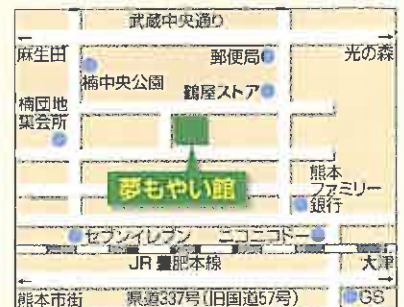 武蔵中央通り
麻生田
郵便局
光の森
楠中央公園
鶴屋ストア
楠団地
集会所
夢もやい館
熊本
ファミリー
銀行
セブンイレブン
ニコニコドー
JR豊肥本線
大津
熊本市街
県道337号(旧国道57号)
GS